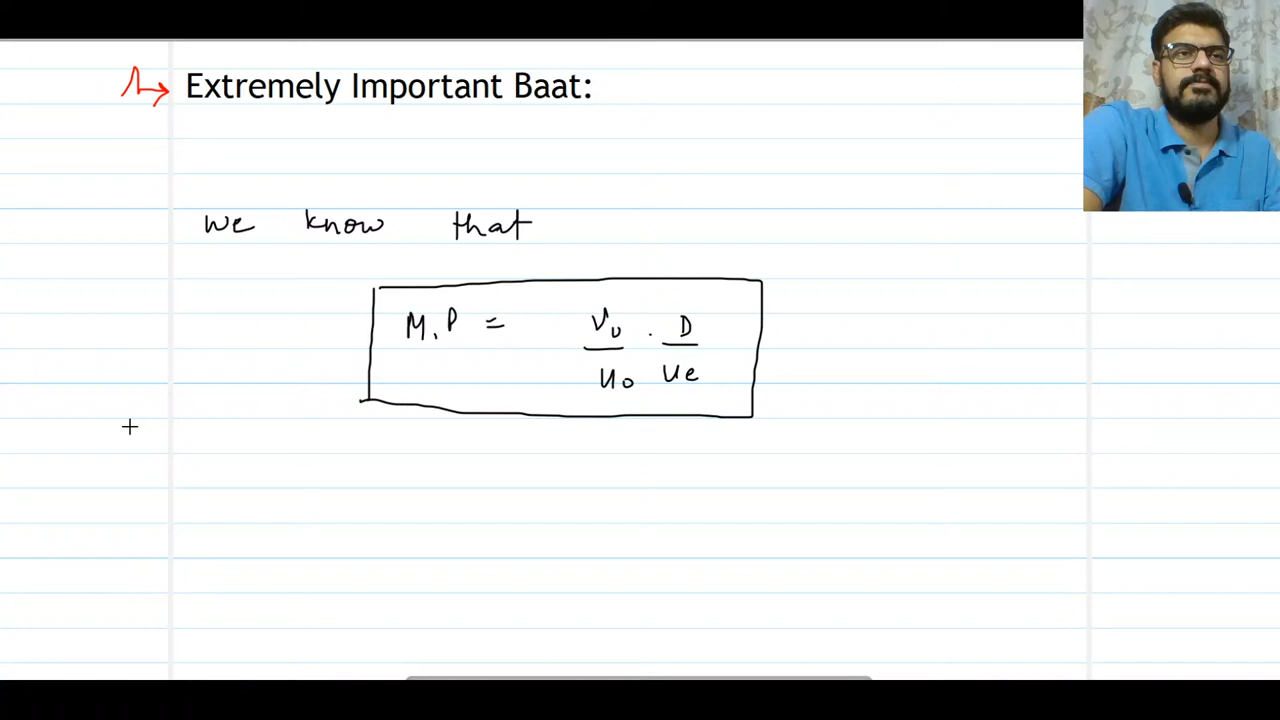 Extremely Important Baat:
we know that
M.P = v₀/u₀ . D/ue